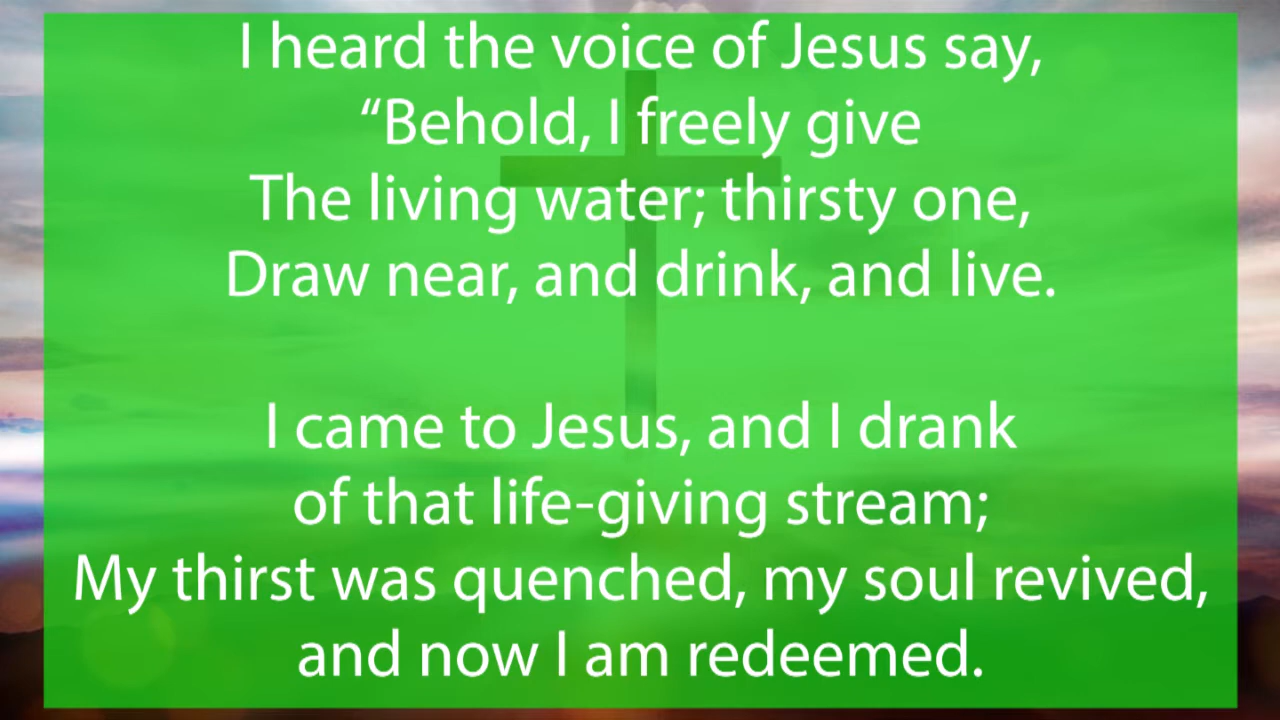 I heard the voice of Jesus say,
“Behold, I freely give
The living water; thirsty one,
Draw near, and drink, and live.
I came to Jesus, and I drank
of that life-giving stream;
My thirst was quenched, my soul revived,
and now I am redeemed.